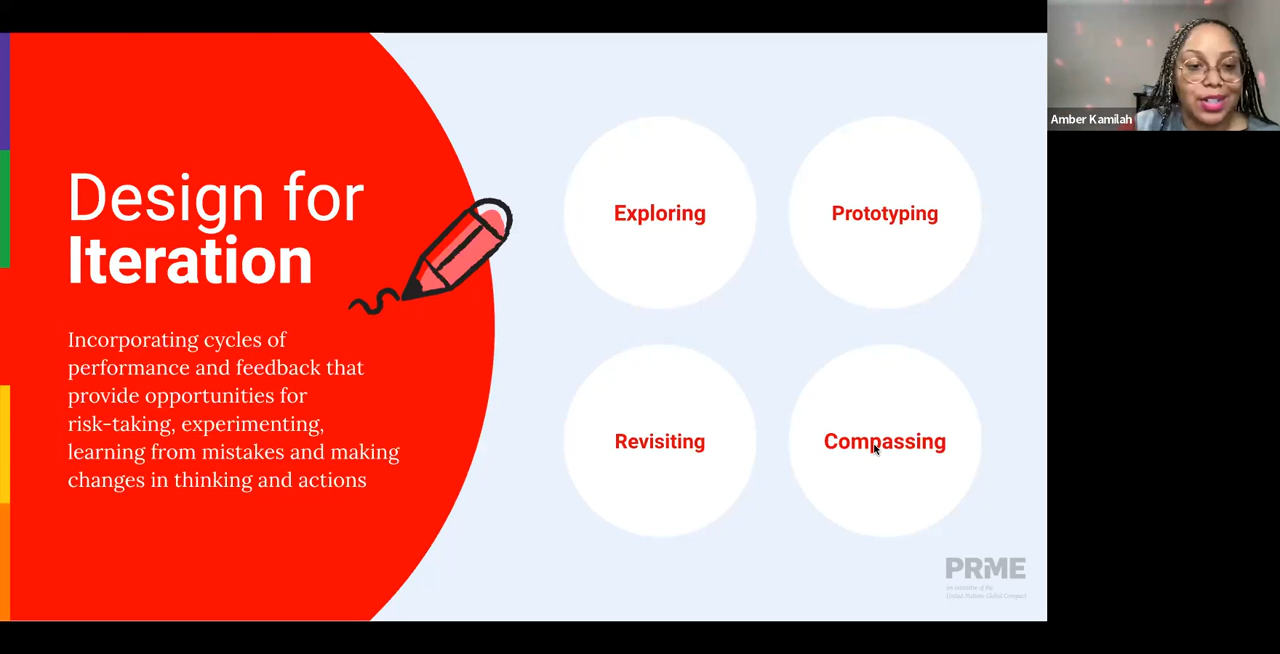 Design for
Iteration
Incorporating cycles of
performance and feedback that
provide opportunities for
risk-taking, experimenting,
learning from mistakes and making
changes in thinking and actions
Exploring
Prototyping
Revisiting
Compassing
PRME
an initiative of the
United Nations Global Compact
Amber Kamilah